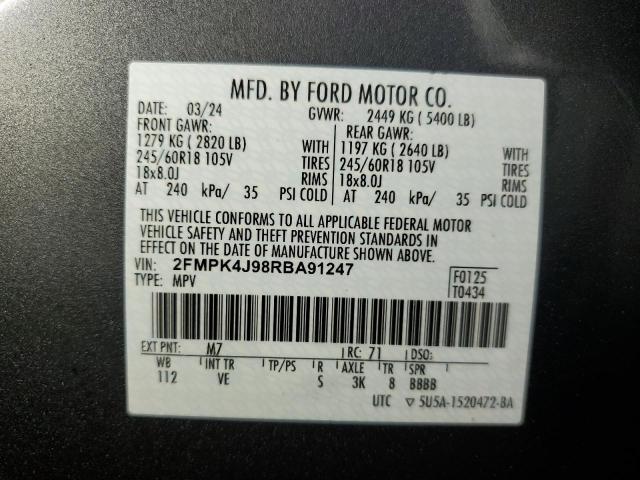 MFD. BY FORD MOTOR CO.
DATE: 03/24 GVWR: 2449 KG ( 5400 LB)
FRONT GAWR: REAR GAWR:
1279 KG ( 2820 LB) WITH 1197 KG ( 2640 LB) WITH
245/60R18 105V TIRES 245/60R18 105V TIRES
18x8.0J RIMS 18x8.0J RIMS
AT 240 kPa/ 35 PSI COLD AT 240 kPa/ 35 PSI COLD
THIS VEHICLE CONFORMS TO ALL APPLICABLE FEDERAL MOTOR
VEHICLE SAFETY AND THEFT PREVENTION STANDARDS IN
EFFECT ON THE DATE OF MANUFACTURE SHOWN ABOVE.
VIN: 2FMPK4J98RBA91247 F0125
TYPE: MPV T0434
EXT PNT: M7 RC: 71 DSO:
WB INT TR TP/PS R AXLE TR SPR
112 VE S 3K 8 BBBB
UTC ▽ 5U5A-1520472-BA